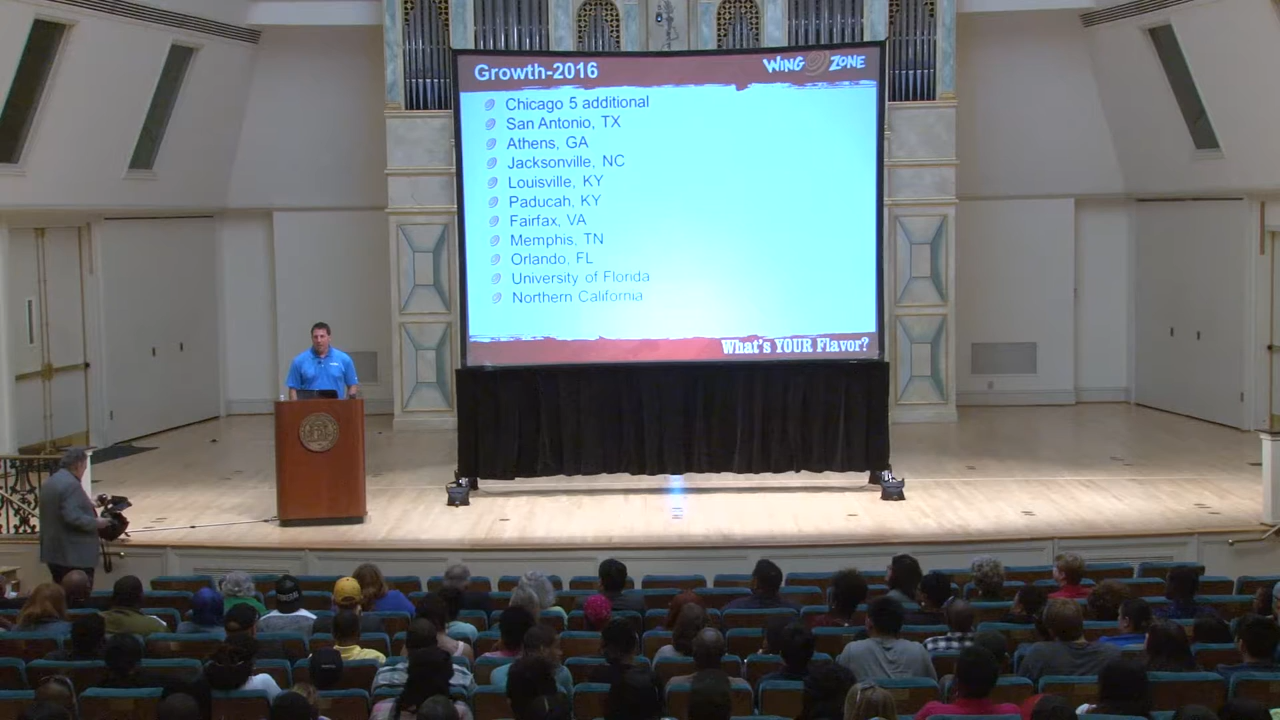 Growth-2016
WING ZONE
Chicago 5 additional
San Antonio, TX
Athens, GA
Jacksonville, NC
Louisville, KY
Paducah, KY
Fairfax, VA
Memphis, TN
Orlando, FL
University of Florida
Northern California
What's YOUR Flavor?